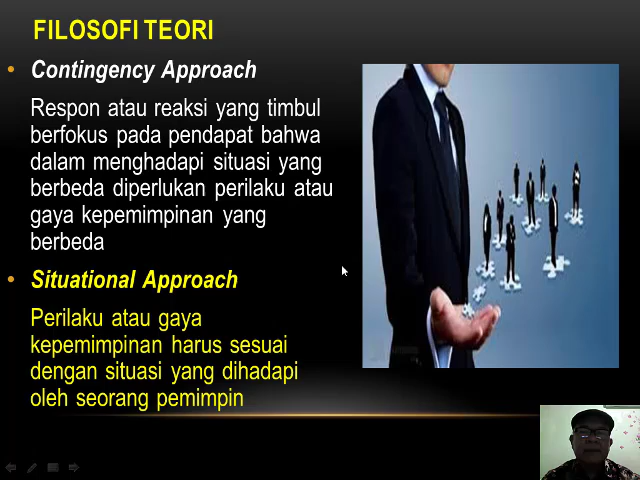 FILOSOFI TEORI
• Contingency Approach
Respon atau reaksi yang timbul
berfokus pada pendapat bahwa
dalam menghadapi situasi yang
berbeda diperlukan perilaku atau
gaya kepemimpinan yang
berbeda
• Situational Approach
Perilaku atau gaya
kepemimpinan harus sesuai
dengan situasi yang dihadapi
oleh seorang pemimpin